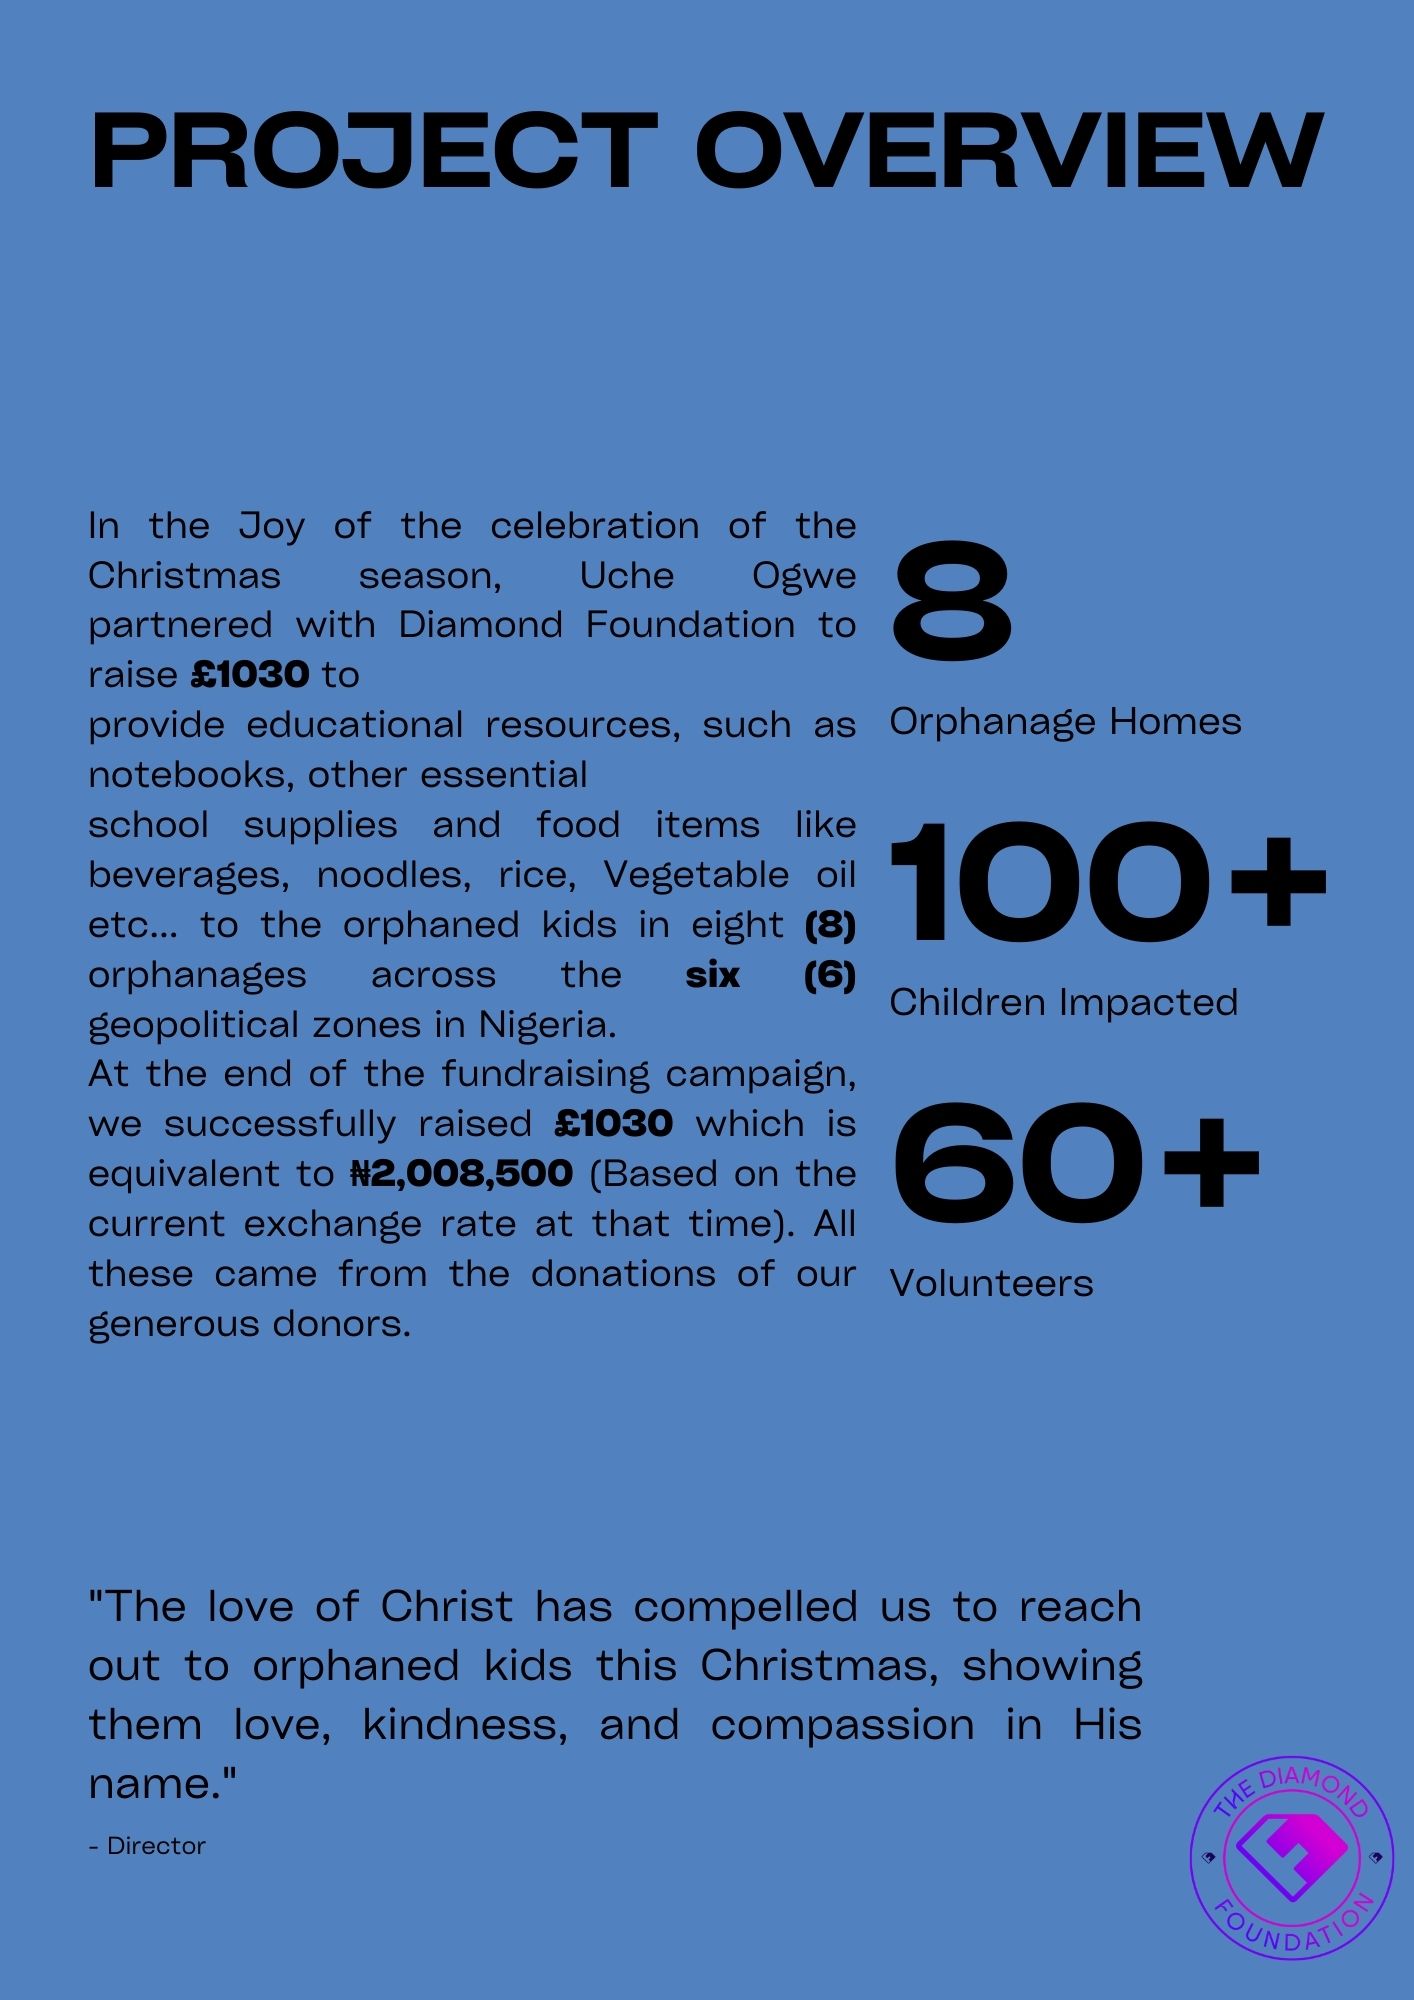 PROJECT OVERVIEW
In the Joy of the celebration of the
Christmas season, Uche Ogwe
partnered with Diamond Foundation to
raise £1030 to
provide educational resources, such as
notebooks, other essential
school supplies and food items like
beverages, noodles, rice, Vegetable oil
etc... to the orphaned kids in eight (8)
orphanages across the six (6)
geopolitical zones in Nigeria.
At the end of the fundraising campaign,
we successfully raised £1030 which is
equivalent to ₦2,008,500 (Based on the
current exchange rate at that time). All
these came from the donations of our
generous donors.
8
Orphanage Homes
100+
Children Impacted
60+
Volunteers
"The love of Christ has compelled us to reach
out to orphaned kids this Christmas, showing
them love, kindness, and compassion in His
name."
- Director
THE DIAMOND
FOUNDATION